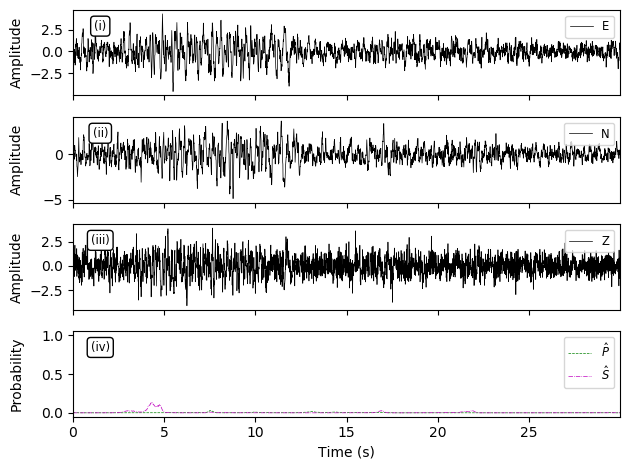 Amplitude
2.5
0.0
−2.5
(i)
E
Amplitude
0
−5
(ii)
N
Amplitude
2.5
0.0
−2.5
(iii)
Z
Probability
1.0
0.5
0.0
(iv)
P̂
Ŝ
0 5 10 15 20 25
Time (s)